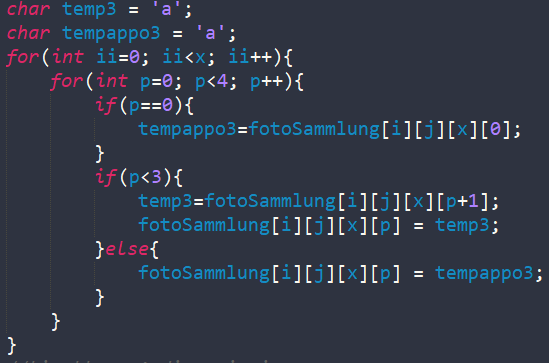 char temp3 = 'a';
char tempappo3 = 'a';
for(int ii=0; ii<x; ii++){
    for(int p=0; p<4; p++){
        if(p==0){
            tempappo3=fotoSammlung[i][j][x][0];
        }
        if(p<3){
            temp3=fotoSammlung[i][j][x][p+1];
            fotoSammlung[i][j][x][p] = temp3;
        }else{
            fotoSammlung[i][j][x][p] = tempappo3;
        }
    }
}